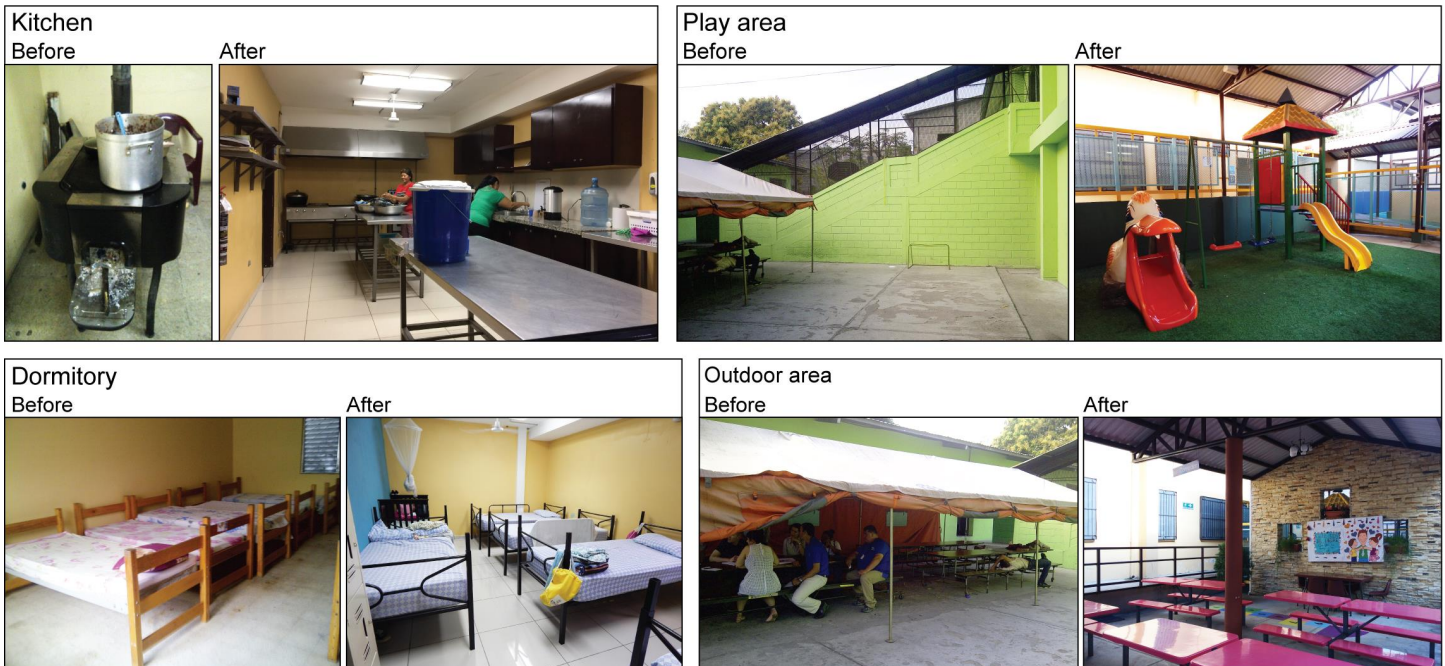 Kitchen
Before
After
Play area
Before
After
Dormitory
Before
After
Outdoor area
Before
After